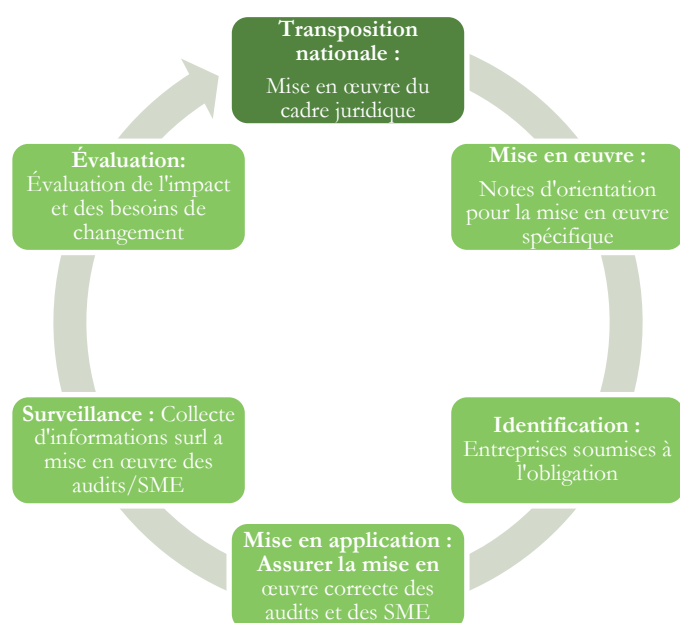 Transposition
nationale :
Mise en œuvre du
cadre juridique
Mise en œuvre :
Notes d'orientation
pour la mise en œuvre
spécifique
Identification :
Entreprises soumises à
l'obligation
Mise en application :
Assurer la mise en
œuvre correcte des
audits et des SME
Surveillance : Collecte
d'informations surl a
mise en œuvre des
audits/SME
Évaluation:
Évaluation de l'impact
et des besoins de
changement